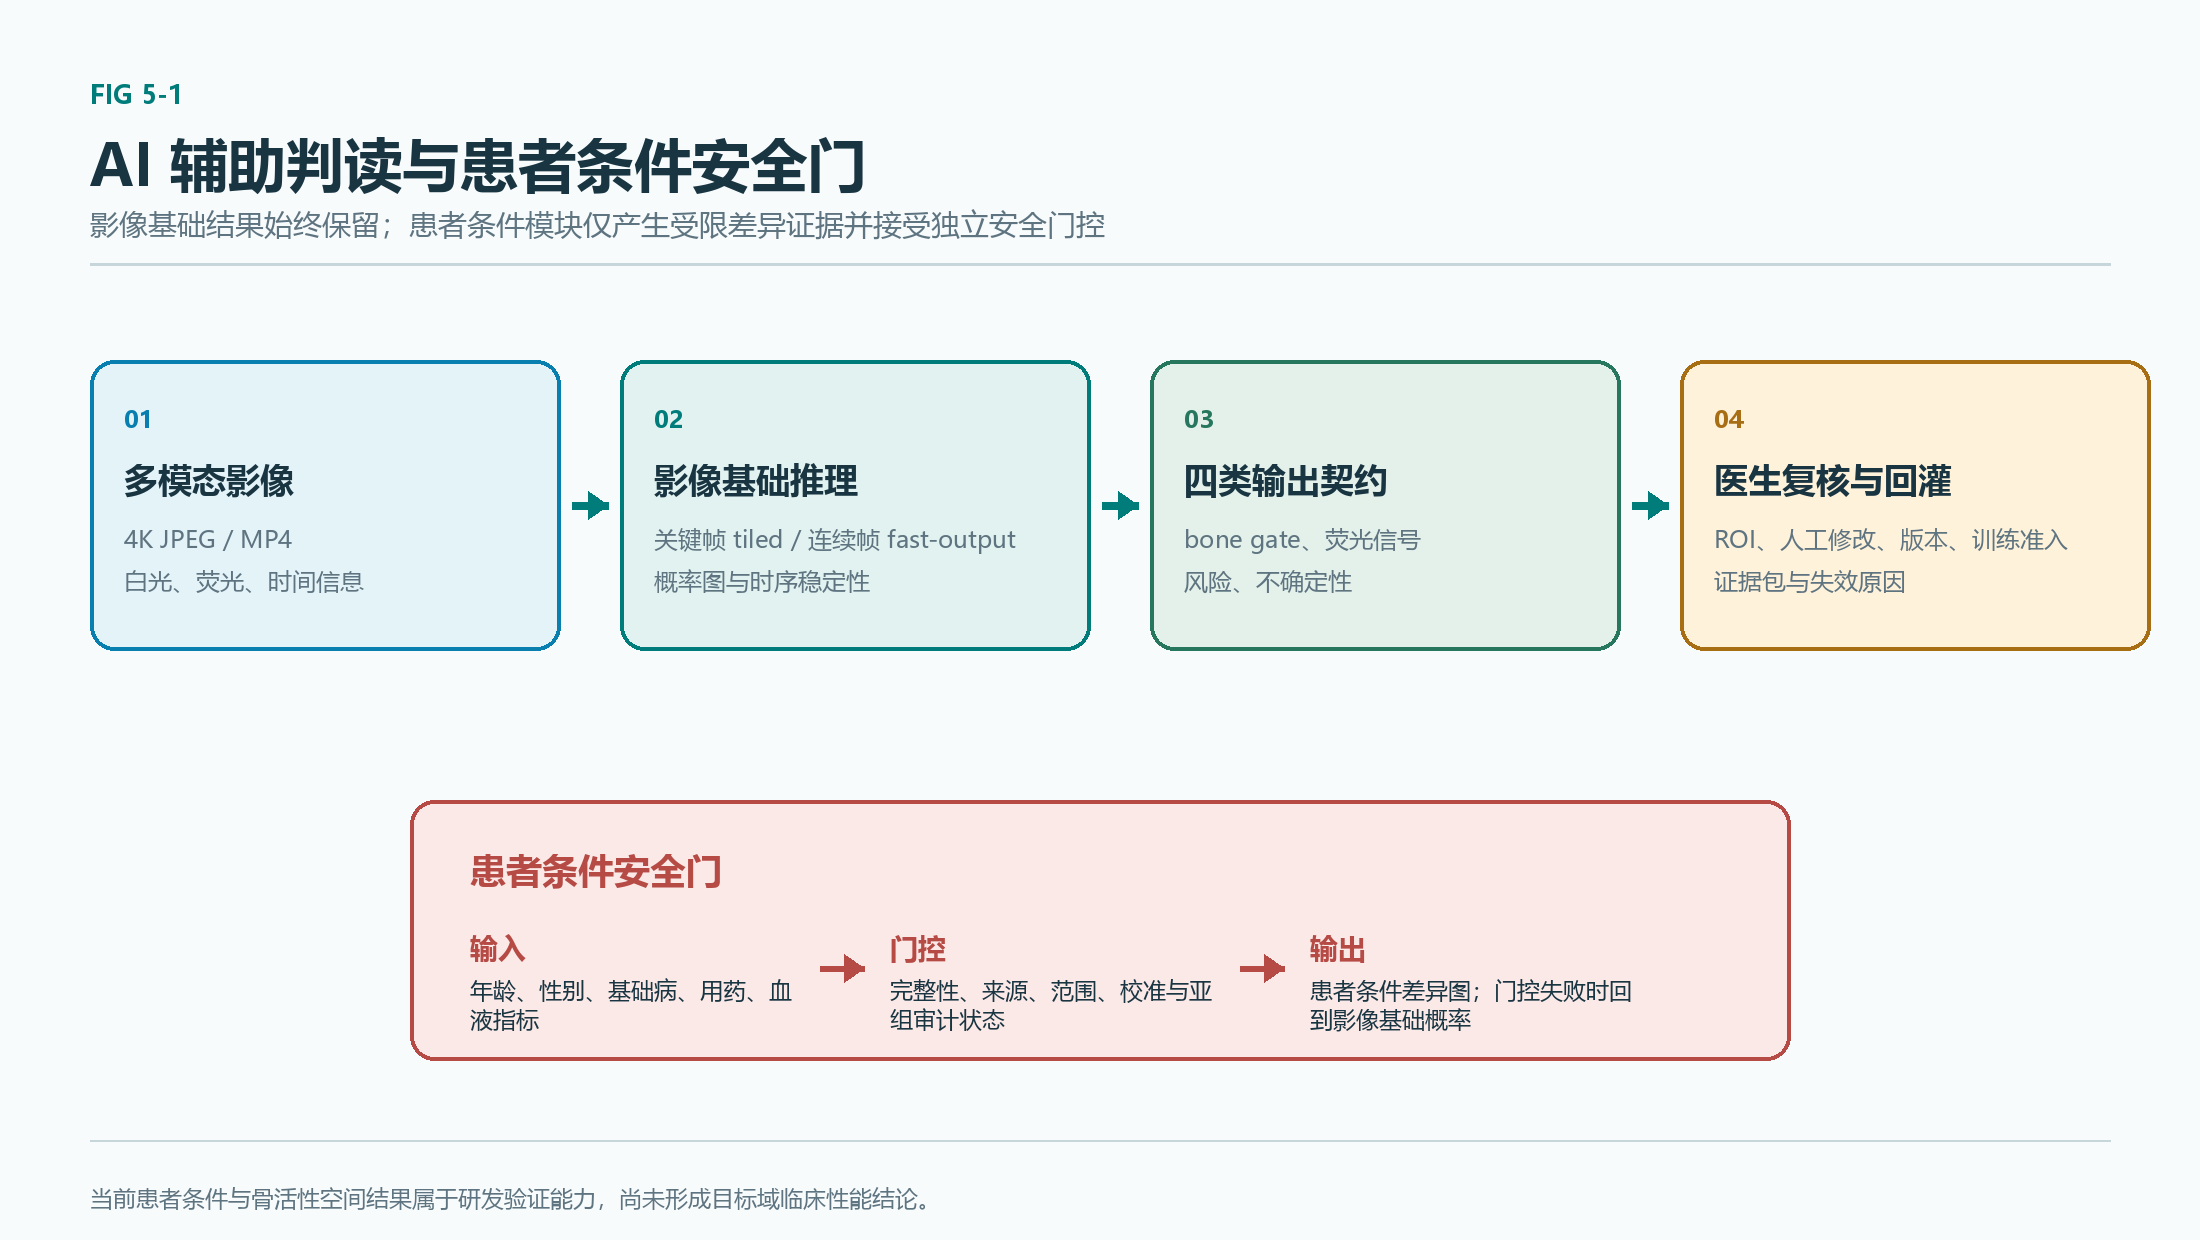 FIG 5-1
AI 辅助判读与患者条件安全门
影像基础结果始终保留；患者条件模块仅产生受限差异证据并接受独立安全门控
01
多模态影像
4K JPEG / MP4
白光、荧光、时间信息
02
影像基础推理
关键帧 tiled / 连续帧 fast-output
概率图与时序稳定性
03
四类输出契约
bone gate、荧光信号
风险、不确定性
04
医生复核与回灌
ROI、人工修改、版本、训练准入
证据包与失效原因
患者条件安全门
输入
年龄、性别、基础病、用药、血
液指标
门控
完整性、来源、范围、校准与亚
组审计状态
输出
患者条件差异图；门控失败时回
到影像基础概率
当前患者条件与骨活性空间结果属于研发验证能力，尚未形成目标域临床性能结论。